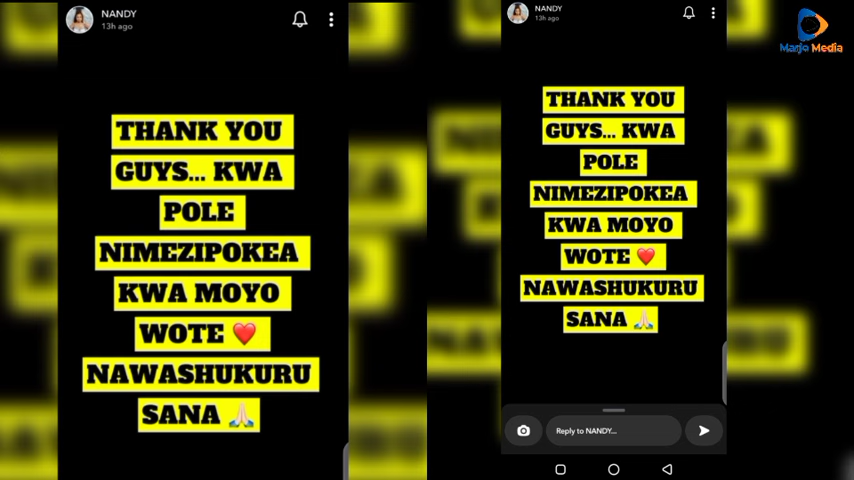 NANDY
13h ago
THANK YOU
GUYS... KWA
POLE
NIMEZIPOKEA
KWA MOYO
WOTE ❤️
NAWASHUKURU
SANA 🙏🏻
NANDY
13h ago
THANK YOU
GUYS... KWA
POLE
NIMEZIPOKEA
KWA MOYO
WOTE ❤️
NAWASHUKURU
SANA 🙏🏻
Reply to NANDY...
Marjo Media